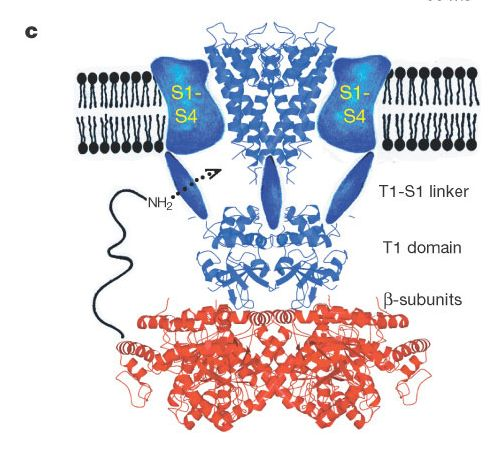 c
S1-
S4
S1-
S4
NH2
T1-S1 linker
T1 domain
β-subunits